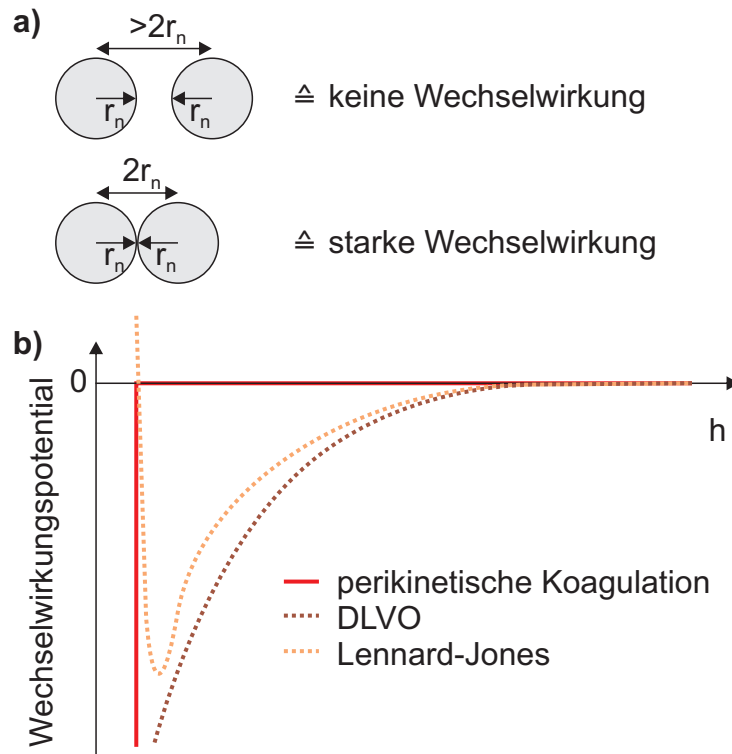 a)
>2rₙ
rₙ rₙ
≙ keine Wechselwirkung
2rₙ
rₙ rₙ
≙ starke Wechselwirkung
b)
0
h
Wechselwirkungspotential
perikinetische Koagulation
DLVO
Lennard-Jones